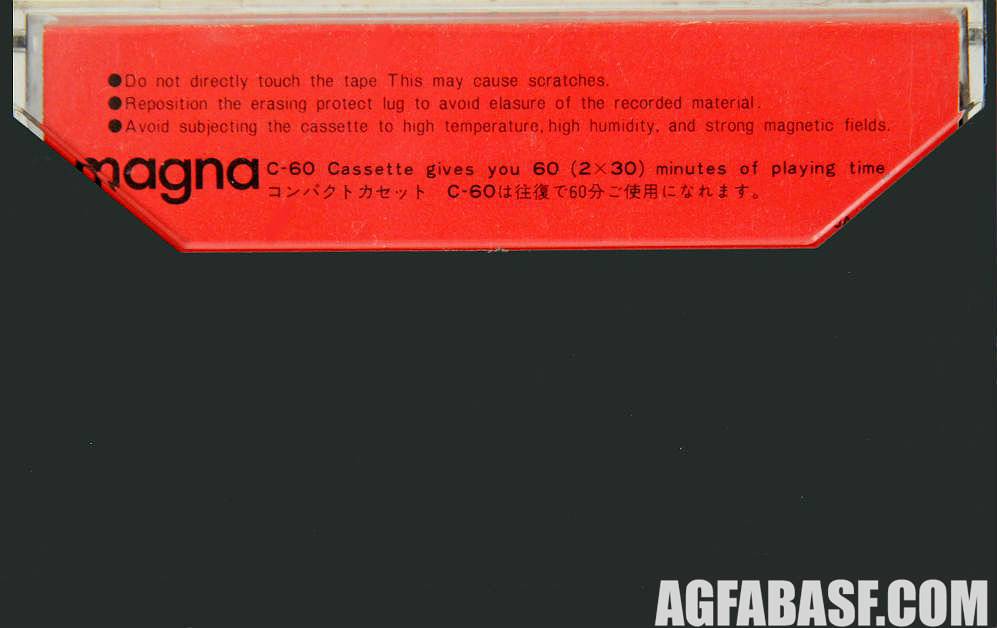 ●Do not directly touch the tape This may cause scratches.
●Reposition the erasing protect lug to avoid elasure of the recorded material.
●Avoid subjecting the cassette to high temperature, high humidity, and strong magnetic fields.
magna C-60 Cassette gives you 60 (2×30) minutes of playing time
コンパクトカセット C-60は往復で60分ご使用になれます。
AGFABASF.COM